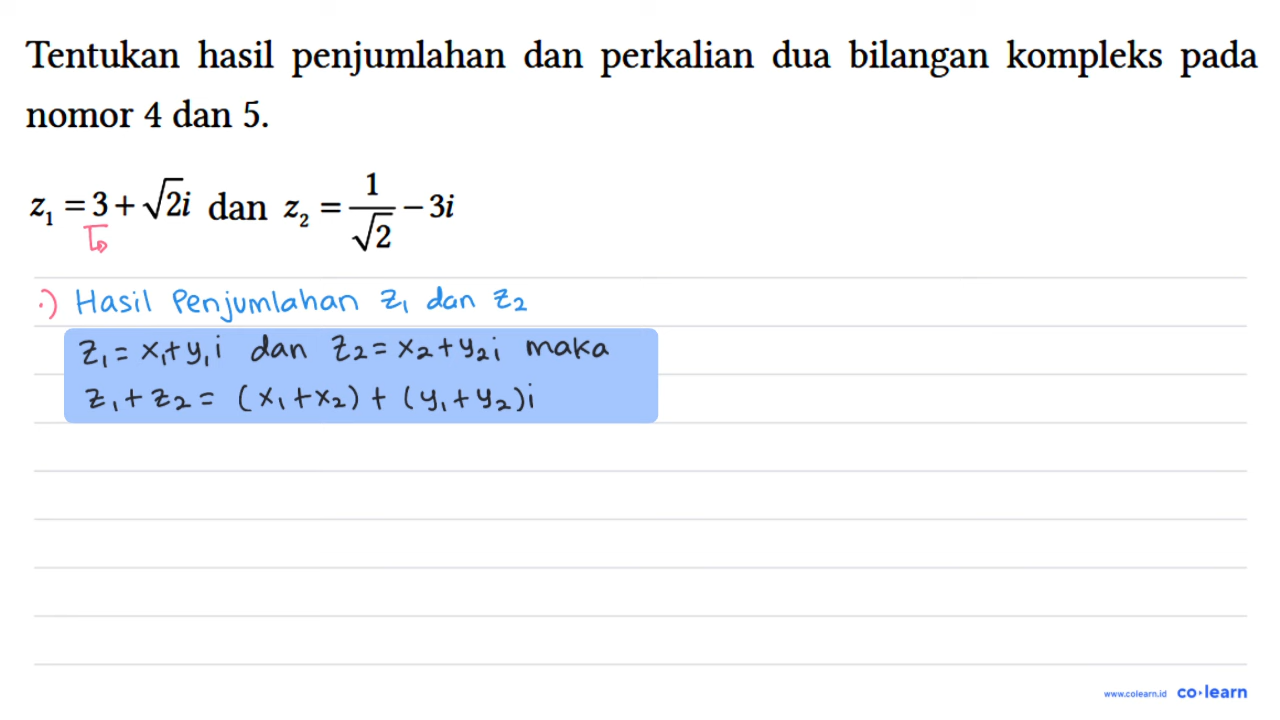 Tentukan hasil penjumlahan dan perkalian dua bilangan kompleks pada
nomor 4 dan 5.
z₁ = 3 + √2i dan z₂ = 1/√2 − 3i
·) Hasil Penjumlahan z₁ dan z₂
z₁ = x₁ + y₁i dan z₂ = x₂ + y₂i maka
z₁ + z₂ = (x₁ + x₂) + (y₁ + y₂)i
www.colearn.id co·learn